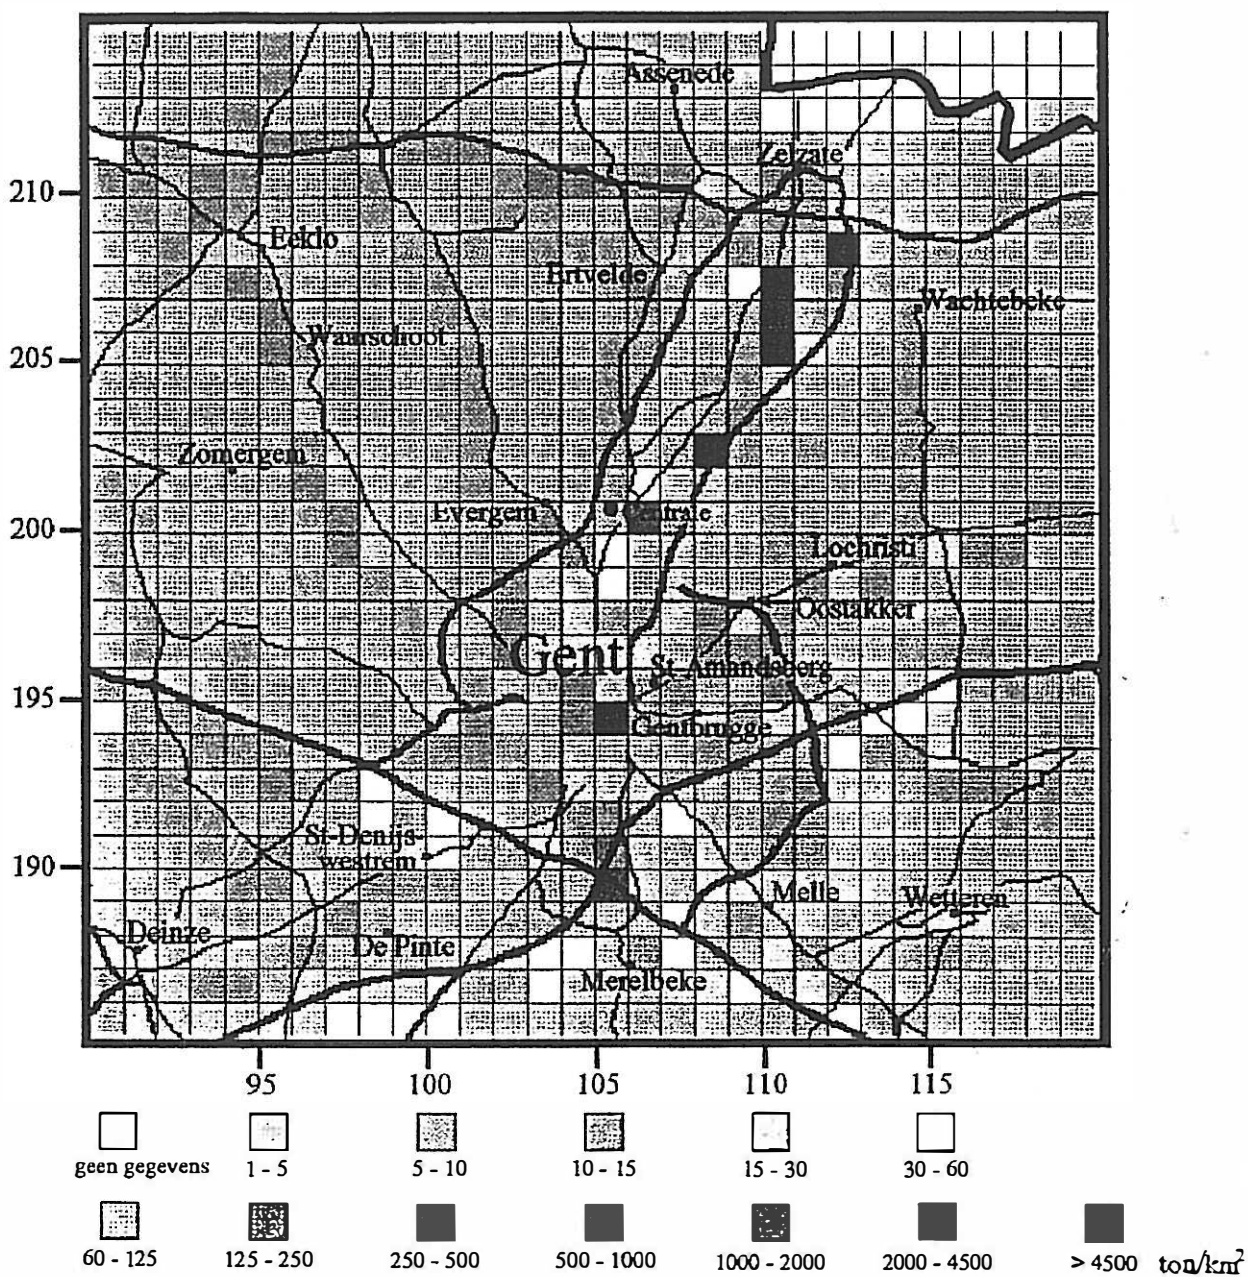 Assenede
Zelzate
210
Eeklo
Ertvelde
Wachtebeke
Waarschoot
205
Zomergem
Evergem
Centrale
200
Lochristi
Oostakker
Gent
St-Amandsberg
195
Gentbrugge
St-Denijs-
westrem
190
Melle
Wetteren
Deinze
De Pinte
Merelbeke
95 100 105 110 115
geen gegevens 1 - 5 5 - 10 10 - 15 15 - 30 30 - 60
60 - 125 125 - 250 250 - 500 500 - 1000 1000 - 2000 2000 - 4500 > 4500 ton/km²